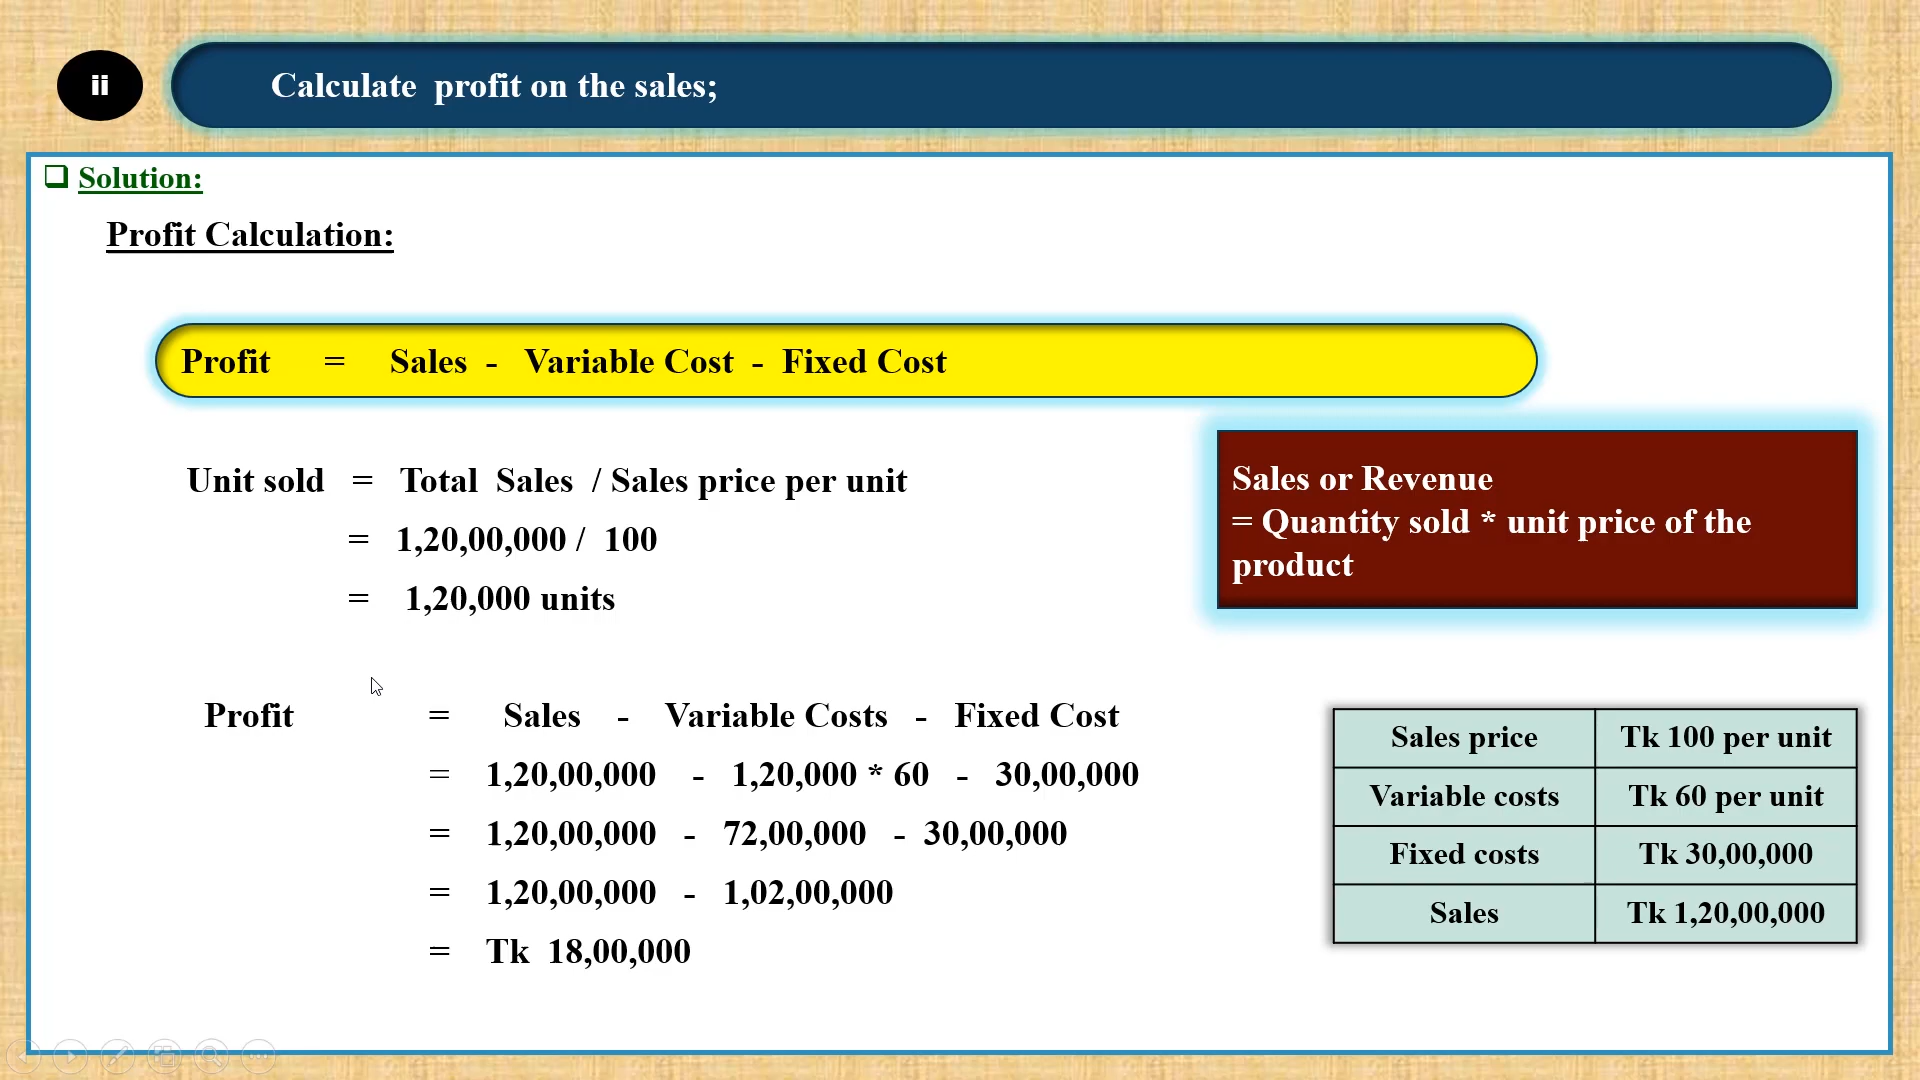 ii
Calculate profit on the sales;
Solution:
Profit Calculation:
Profit = Sales - Variable Cost - Fixed Cost
Unit sold = Total Sales / Sales price per unit
= 1,20,00,000 / 100
= 1,20,000 units
Sales or Revenue
= Quantity sold * unit price of the
product
Profit = Sales - Variable Costs - Fixed Cost
= 1,20,00,000 - 1,20,000 * 60 - 30,00,000
= 1,20,00,000 - 72,00,000 - 30,00,000
= 1,20,00,000 - 1,02,00,000
= Tk 18,00,000
Sales price Tk 100 per unit
Variable costs Tk 60 per unit
Fixed costs Tk 30,00,000
Sales Tk 1,20,00,000